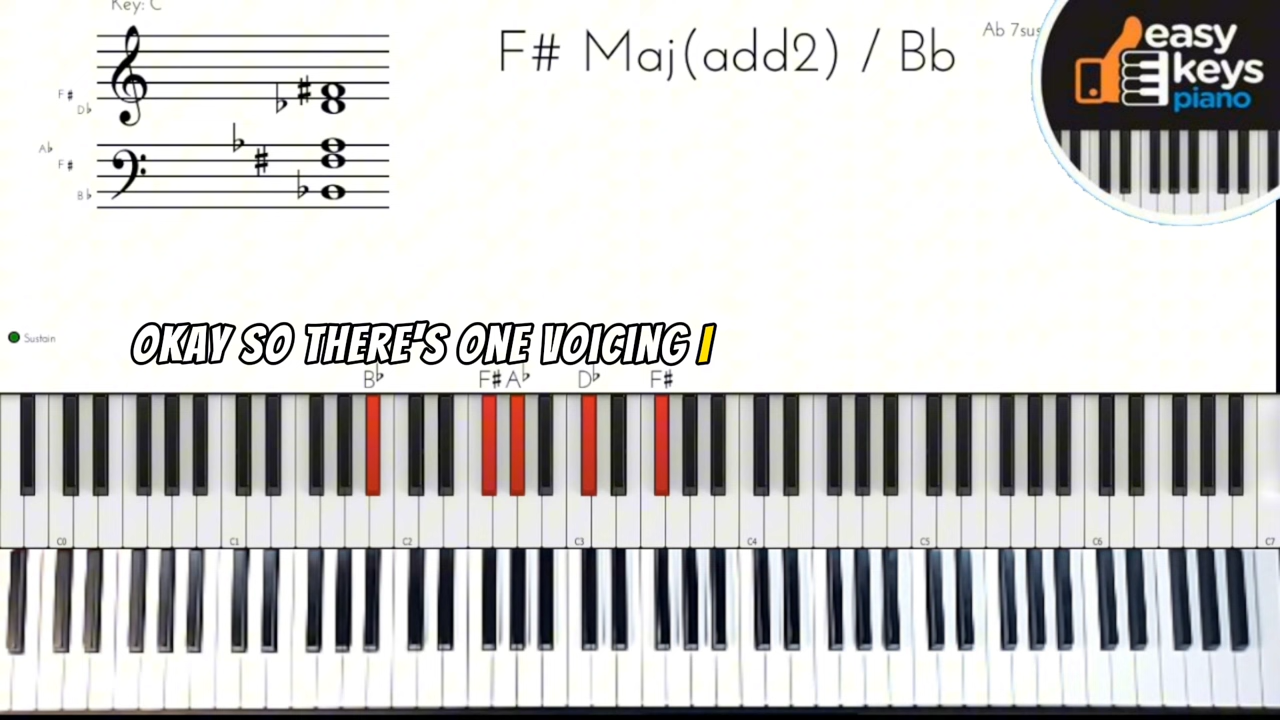 Key: C
F# Maj(add2) / Bb
Ab 7sus
easy
keys
piano
F#
Db
Ab
F#
Bb
Sustain
OKAY SO THERE'S ONE VOICING I
Bb F# Ab Db F#
C0 C1 C2 C3 C4 C5 C6 C7